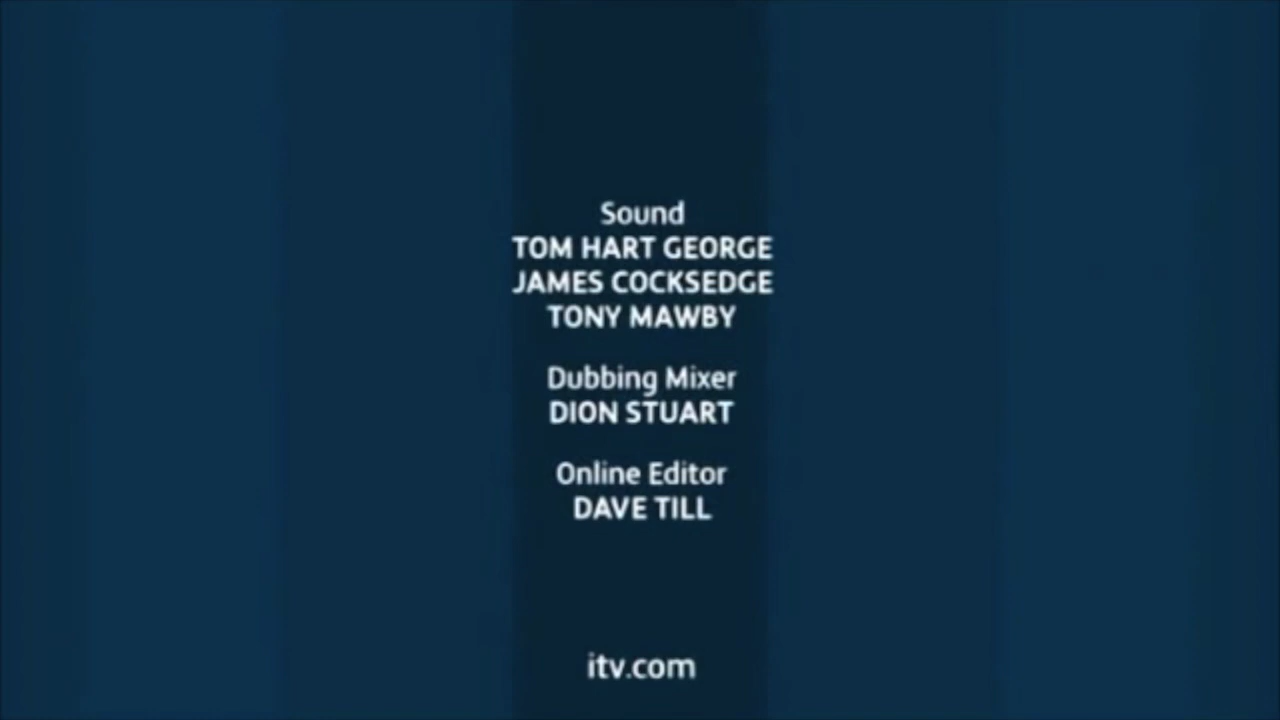 Sound
TOM HART GEORGE
JAMES COCKSEDGE
TONY MAWBY
Dubbing Mixer
DION STUART
Online Editor
DAVE TILL
itv.com